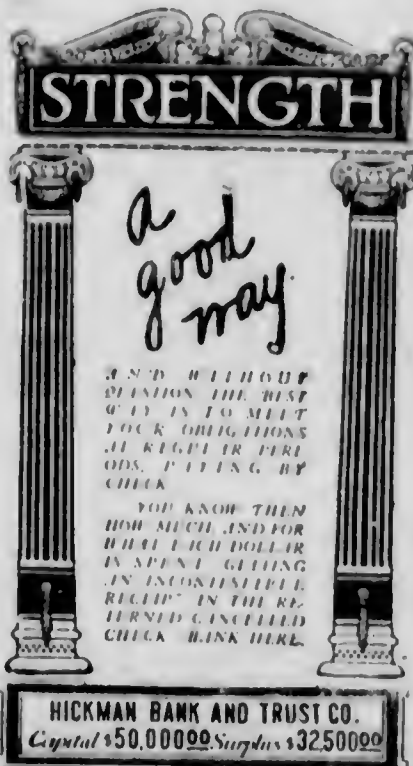 STRENGTH
a
good
way.
AND WITHOUT
QUESTION THE BEST
WAY IS TO MEET
YOUR OBLIGATIONS
AT REGULAR PERI-
ODS, PAYING BY
CHECK
YOU KNOW THEN
HOW MUCH AND FOR
WHAT EACH DOLLAR
IS SPENT GETTING
AN INCONTESTIBLE
RECEIPT IN THE RE-
TURNED CANCELLED
CHECK BANK HERE.
HICKMAN BANK AND TRUST CO.
Capital $50,000.00 Surplus $32,500.00